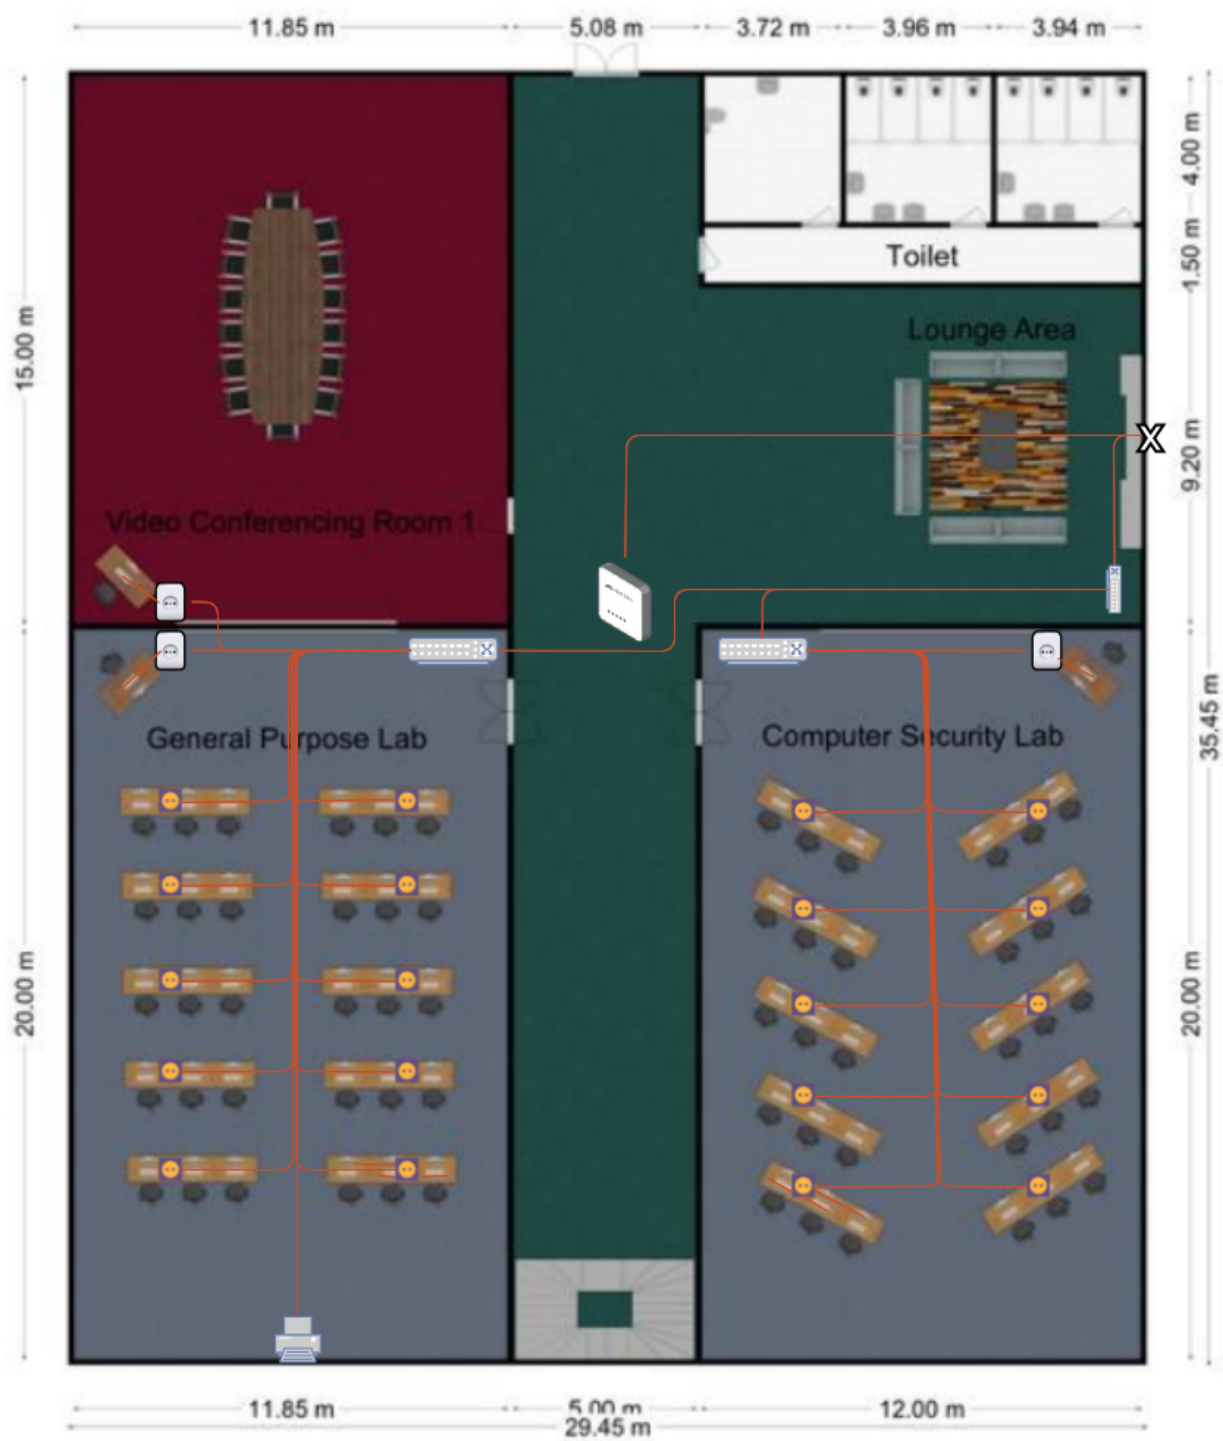 11.85 m
5.08 m
3.72 m
3.96 m
3.94 m
4.00 m
1.50 m
Toilet
Lounge Area
15.00 m
9.20 m
X
Video Conferencing Room 1
General Purpose Lab
Computer Security Lab
35.45 m
20.00 m
20.00 m
11.85 m
5.00 m
12.00 m
29.45 m